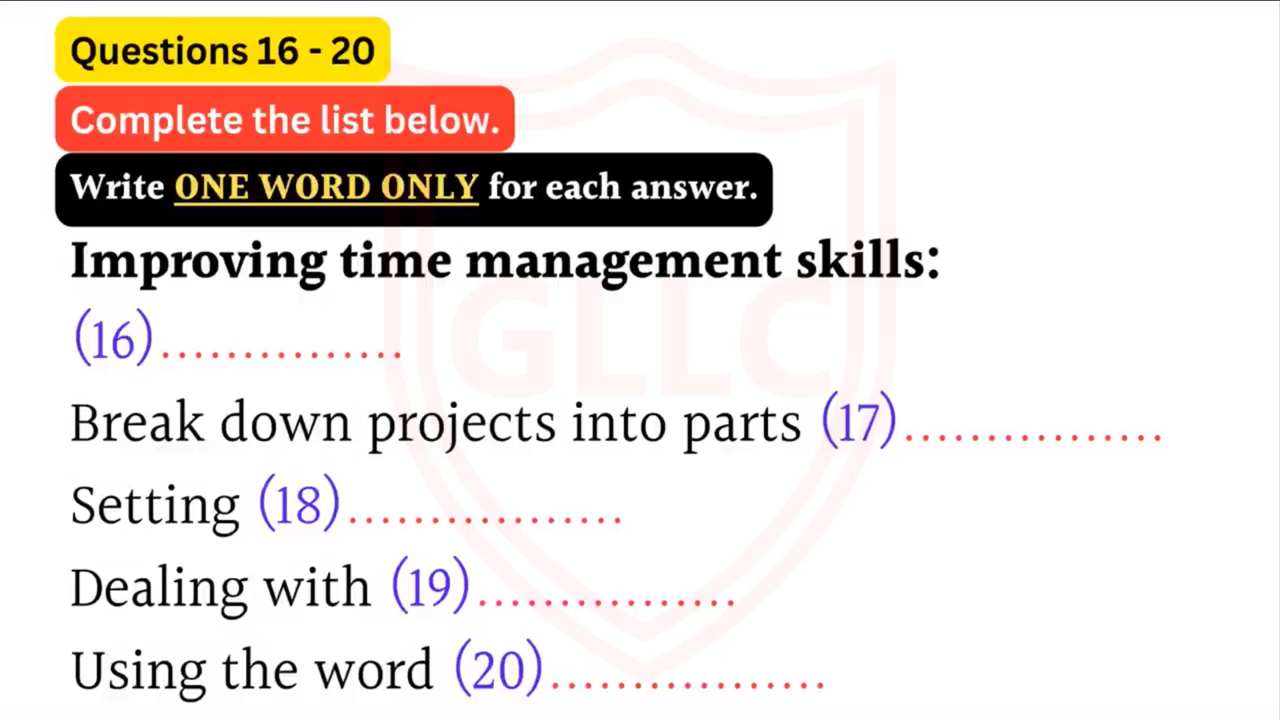 Questions 16 - 20
Complete the list below.
Write ONE WORD ONLY for each answer.
Improving time management skills:
(16)...............
Break down projects into parts (17)................
Setting (18).................
Dealing with (19)................
Using the word (20).................
GLLC